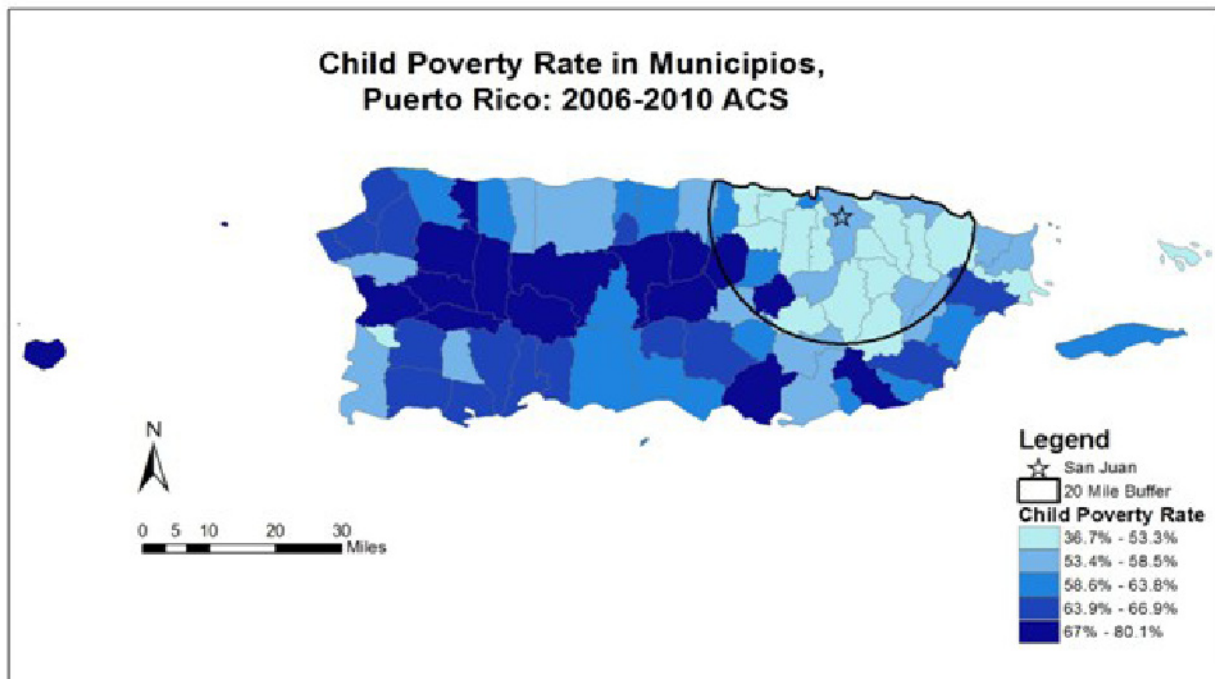 Child Poverty Rate in Municipios,
Puerto Rico: 2006-2010 ACS
N
0 5 10 20 30
Miles
Legend
San Juan
20 Mile Buffer
Child Poverty Rate
36.7% - 53.3%
53.4% - 58.5%
58.6% - 63.8%
63.9% - 66.9%
67% - 80.1%